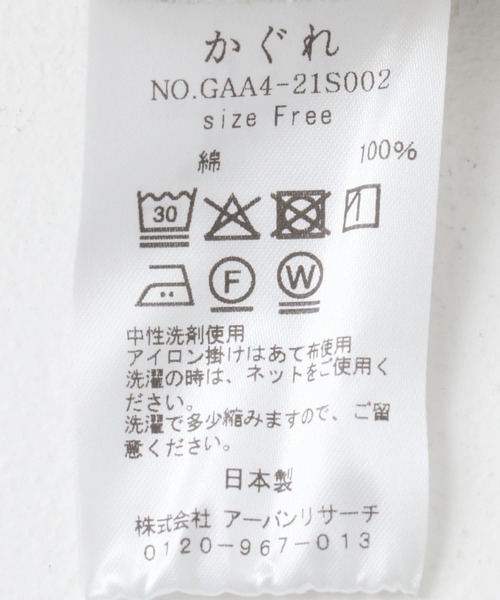 かぐれ
NO.GAA4-21S002
size Free
綿 100%
30
F W
中性洗剤使用
アイロン掛けはあて布使用
洗濯の時は、ネットをご使用く
ださい。
洗濯で多少縮みますので、ご留
意ください。
日本製
株式会社 アーバンリサーチ
0120-967-013